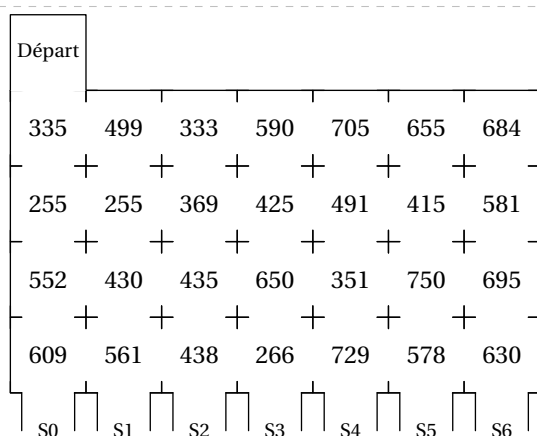 Départ
335 499 333 590 705 655 684
255 255 369 425 491 415 581
552 430 435 650 351 750 695
609 561 438 266 729 578 630
S0 S1 S2 S3 S4 S5 S6